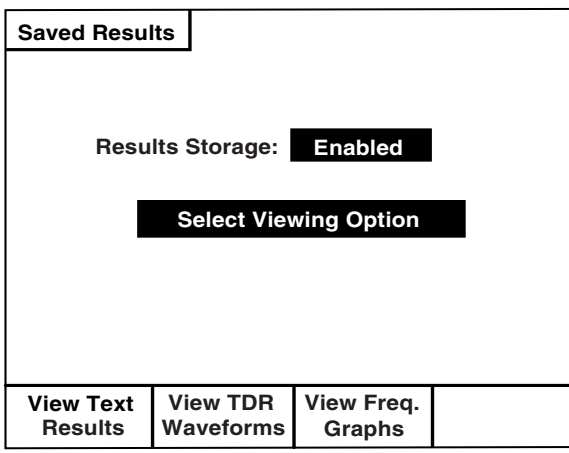 Saved Results
Results Storage: Enabled
Select Viewing Option
View Text Results
View TDR Waveforms
View Freq. Graphs